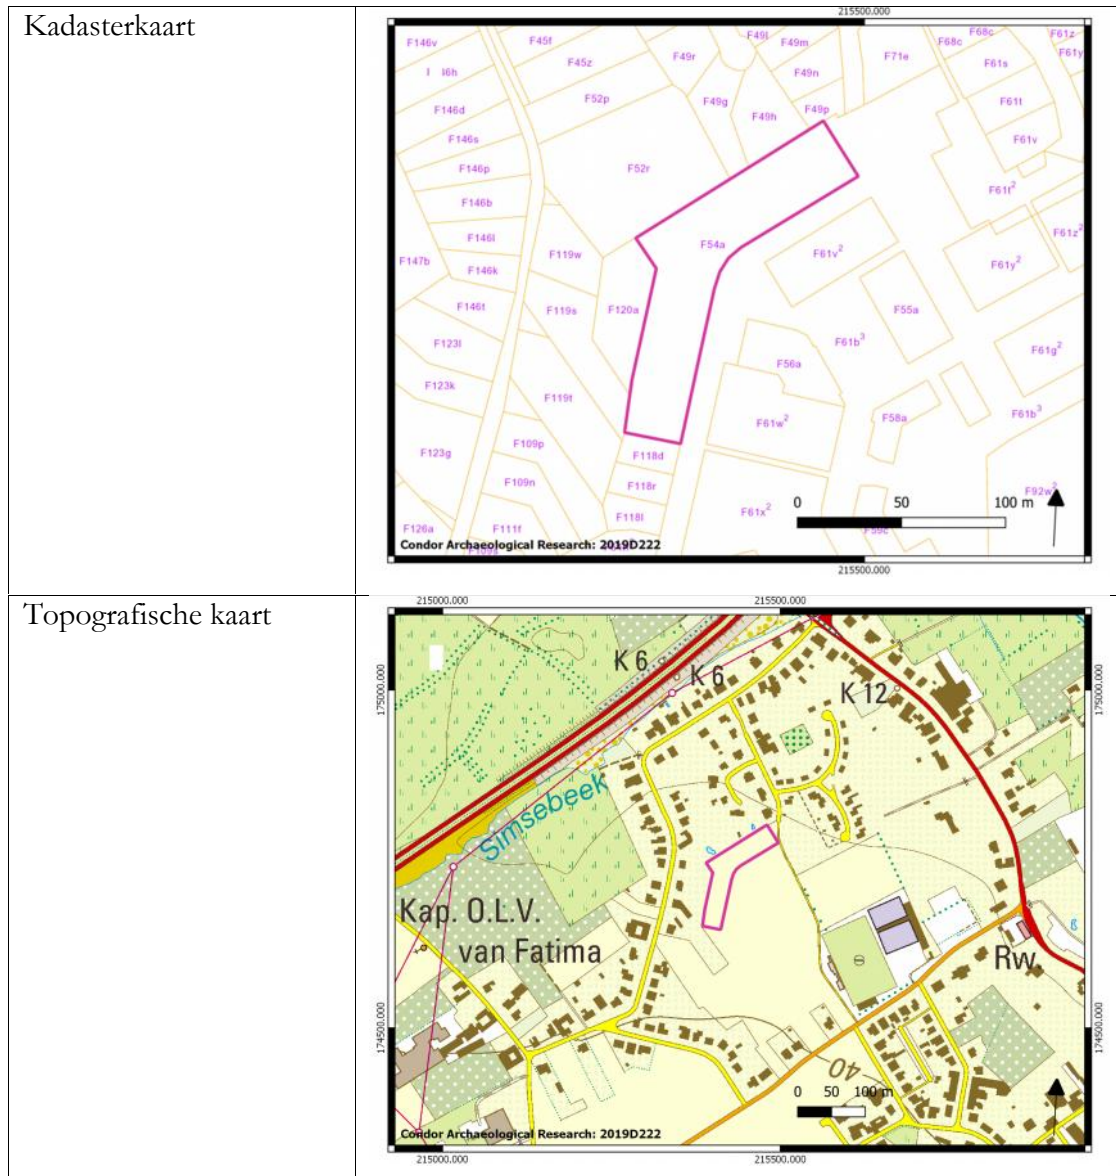 Kadasterkaart
215500.000
F146v
F45f
F49r
F49l
F49m
F71e
F68c
F68c
F61z
F61y
F45z
F49n
F61s
F52p
F49g
F61t
F146d
F49h
F49p
F146s
F61v
F146p
F52r
F61t²
F146b
F146l
F54a
F61z²
F119w
F61v²
F61y²
F147b
F146k
F146t
F119s
F120a
F55a
F123l
F61b³
F61g²
F56a
F123k
F119t
F61w²
F58a
F61b³
F109p
F123g
F118d
F109n
F118r
F92w²
0 50 100 m
F118l
F61x²
F126a
F111f
F59c
Condor Archaeological Research: 2019D222
215500.000
Topografische kaart
215000.000
215500.000
K 6
K 6
K 12
175000.000
175000.000
Simsebeek
Kap. O.L.V.
van Fatima
Rw.
174500.000
174500.000
40
0 50 100 m
Condor Archaeological Research: 2019D222
215000.000
215500.000